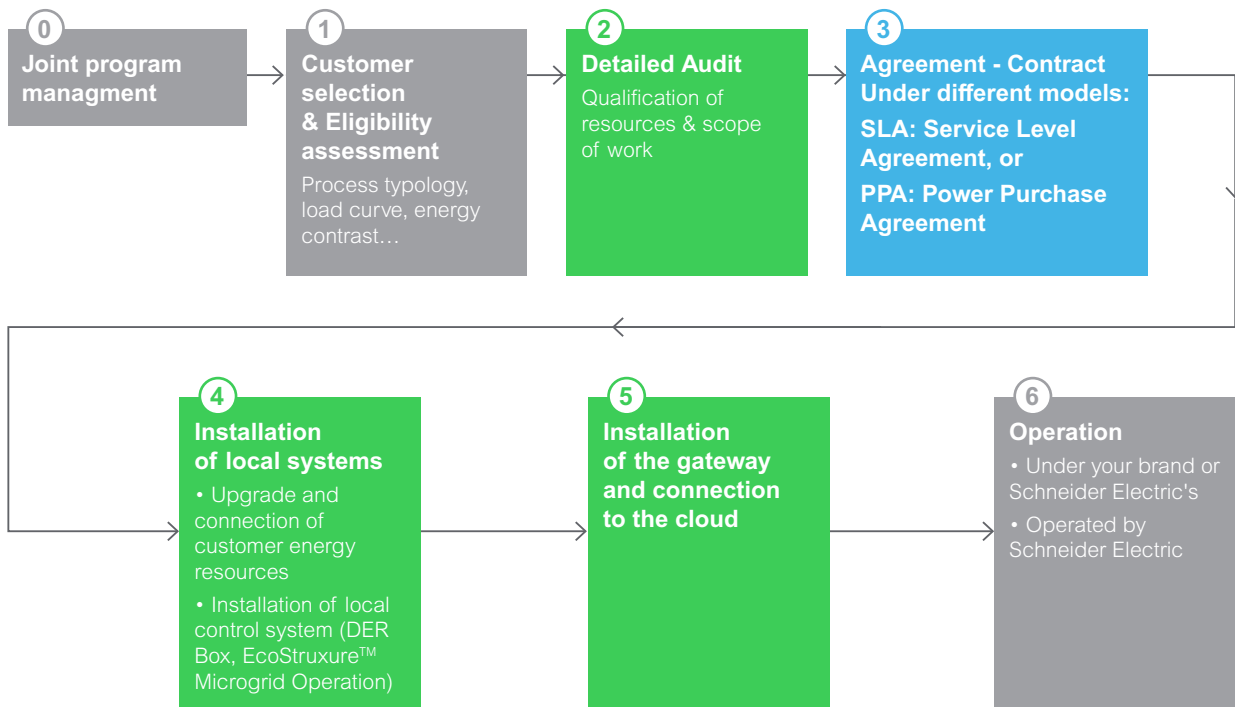 0
Joint program
managment
1
Customer
selection
& Eligibility
assessment
Process typology,
load curve, energy
contrast…
2
Detailed Audit
Qualification of
resources & scope
of work
3
Agreement - Contract
Under different models:
SLA: Service Level
Agreement, or
PPA: Power Purchase
Agreement
4
Installation
of local systems
• Upgrade and
connection of
customer energy
resources
• Installation of local
control system (DER
Box, EcoStruxure™
Microgrid Operation)
5
Installation
of the gateway
and connection
to the cloud
6
Operation
• Under your brand or
Schneider Electric's
• Operated by
Schneider Electric